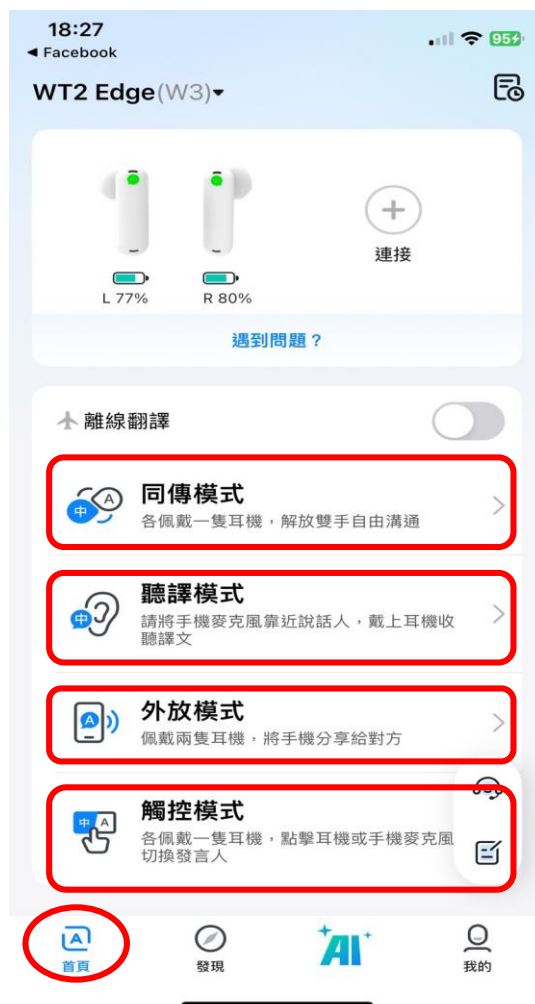 18:27
95
◀ Facebook
WT2 Edge(W3)▾
連接
L 77%
R 80%
遇到問題？
離線翻譯
同傳模式
中 A
各佩戴一隻耳機，解放雙手自由溝通
聽譯模式
中
請將手機麥克風靠近說話人，戴上耳機收
聽譯文
外放模式
A
佩戴兩隻耳機，將手機分享給對方
觸控模式
中 A
各佩戴一隻耳機，點擊耳機或手機麥克風
切換發言人
A
AI
首頁
發現
我的